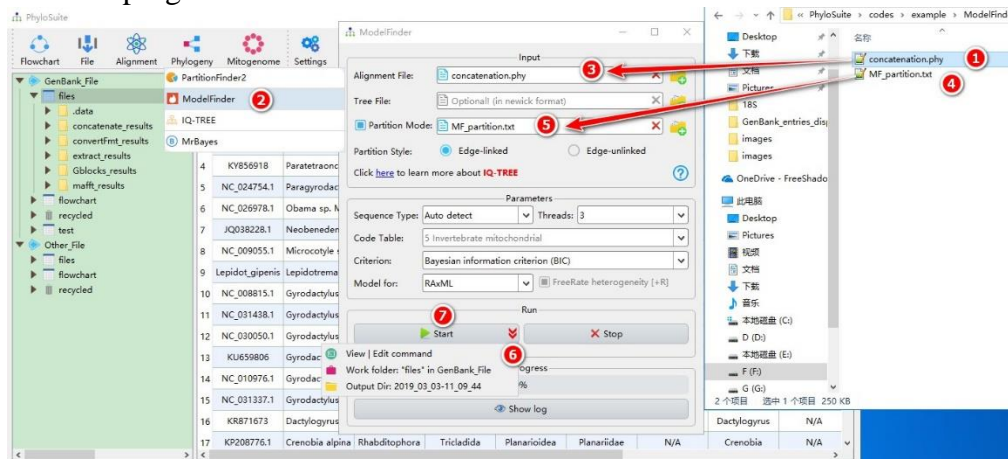 PhyloSuite
Flowchart File Alignment Phylogeny Mitogenome Settings
GenBank_File
files
.data
concatenate_results
convertFmt_results
extract_results
Gblocks_results
mafft_results
flowchart
recycled
test
Other_File
files
flowchart
recycled
PartitionFinder2
ModelFinder 2
IQ-TREE
MrBayes
4 KY856918
5 NC_024754.1
6 NC_026978.1 Obama sp.
7 JQ038228.1
8 NC_009055.1 Microcotyle
9 Lepidot_gipenis Lepidotrema
10 NC_008815.1 Gyrodactylus
11 NC_031438.1 Gyrodactylus
12 NC_030050.1 Gyrodactylus
13 KU659806
14 NC_010976.1
15 NC_031337.1 Gyrodactylus
16 KR871673 Dactylogyrus
17 KP208776.1 Crenobia alpina Rhabditophora Tricladida Planarioidea Planariidae N/A Crenobia N/A
Dactylogyrus N/A
ModelFinder
Input
Alignment File: concatenation.phy 3
Tree File: Optional! (in newick format)
Partition Mode: MF_partition.txt 5
Partition Style: Edge-linked Edge-unlinked
Click here to learn more about IQ-TREE
Parameters
Sequence Type: Auto detect Threads: 3
Code Table: 5 Invertebrate mitochondrial
Criterion: Bayesian information criterion (BIC)
Model for: RAxML FreeRate heterogeneity [+R]
Run
7
Start Stop
6
View | Edit command
Work folder: "files" in GenBank_File
Output Dir: 2019_03_03-11_09_44
%
Show log
« PhyloSuite › codes › example ›
名称
concatenation.phy 1
MF_partition.txt 4
Desktop
下载
文档
Pictures
18S
images
images
此电脑
Desktop
Pictures
视频
文档
下载
音乐
本地磁盘 (C:)
D (D:)
本地磁盘 (E:)
F (F:)
G (G:)
2 个项目 选中 1 个项目 250 KB